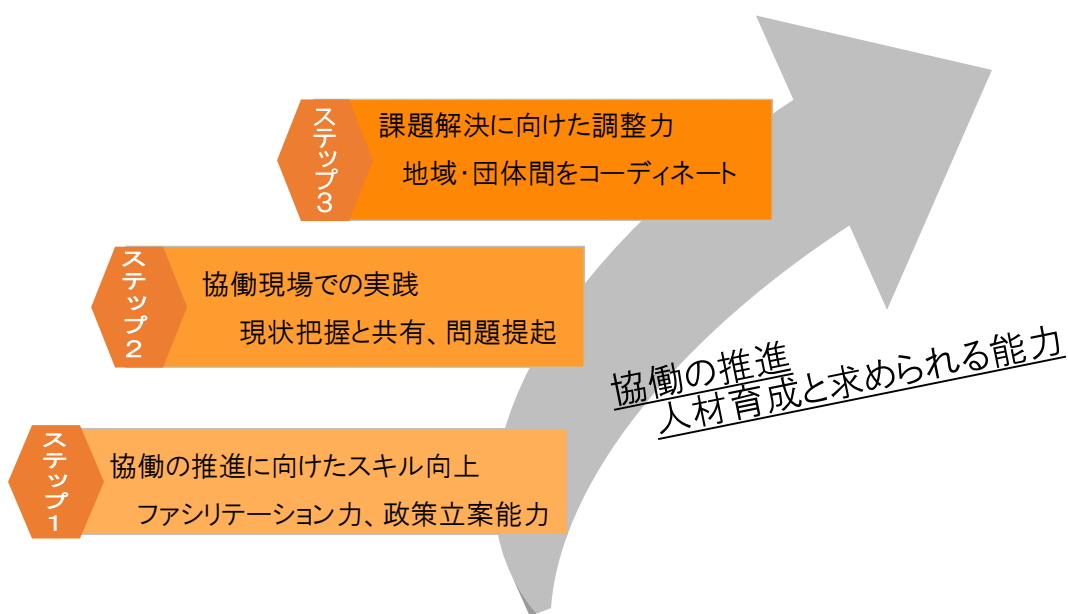 ステップ3
課題解決に向けた調整力
地域・団体間をコーディネート
ステップ2
協働現場での実践
現状把握と共有、問題提起
協働の推進
人材育成と求められる能力
ステップ1
協働の推進に向けたスキル向上
ファシリテーション力、政策立案能力